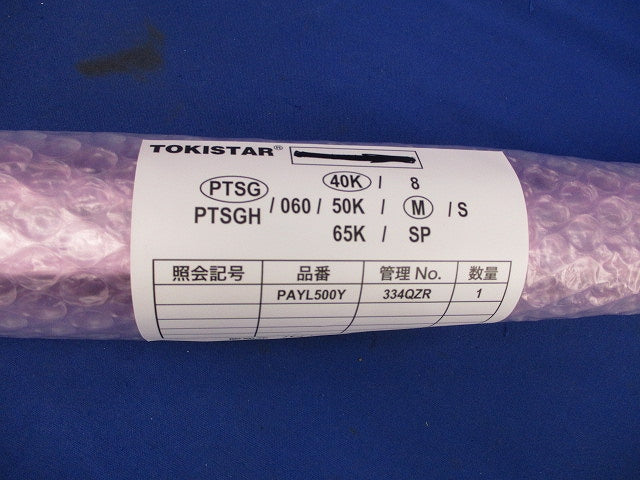 TOKISTAR®
PTSG / 060 / 40K / 8
PTSGH 50K / M / S
65K / SP
照会記号 品番 管理 No. 数量
PAYL500Y 334QZR 1